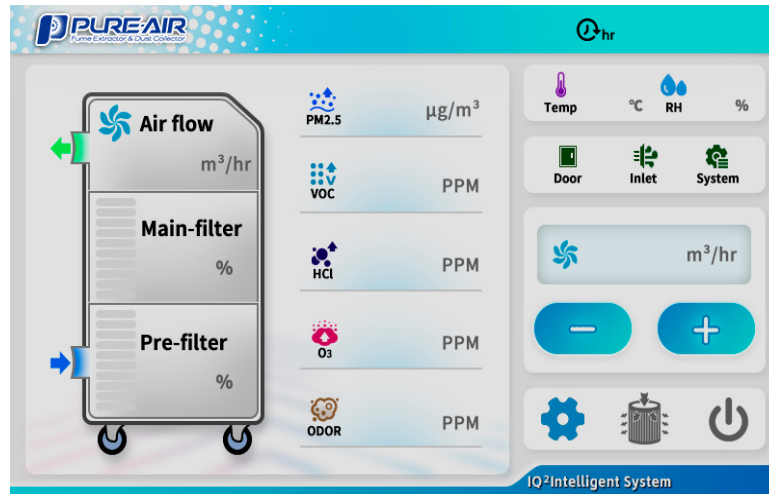 PURE-AIR
Fume Extractor & Dust Collector
hr
Air flow
m³/hr
Main-filter
%
Pre-filter
%
PM2.5
µg/m³
VOC
PPM
HCl
PPM
O3
PPM
ODOR
PPM
Temp
°C
RH
%
Door
Inlet
System
m³/hr
IQ²Intelligent System